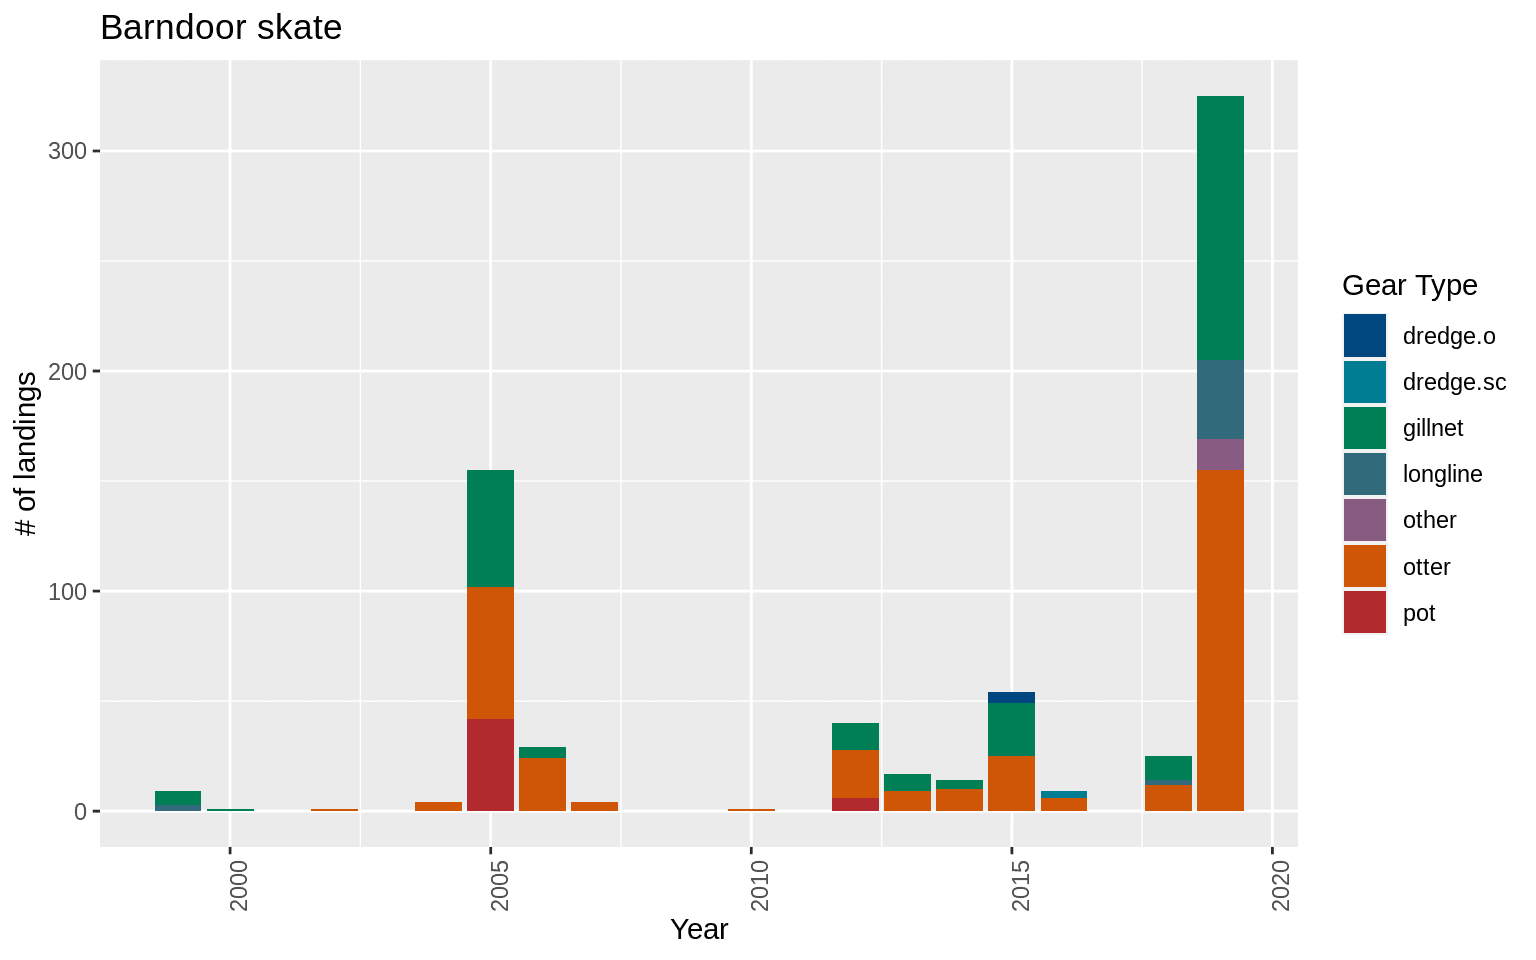 Barndoor skate
# of landings
300
200
100
0
2000
2005
2010
2015
2020
Year
Gear Type
dredge.o
dredge.sc
gillnet
longline
other
otter
pot